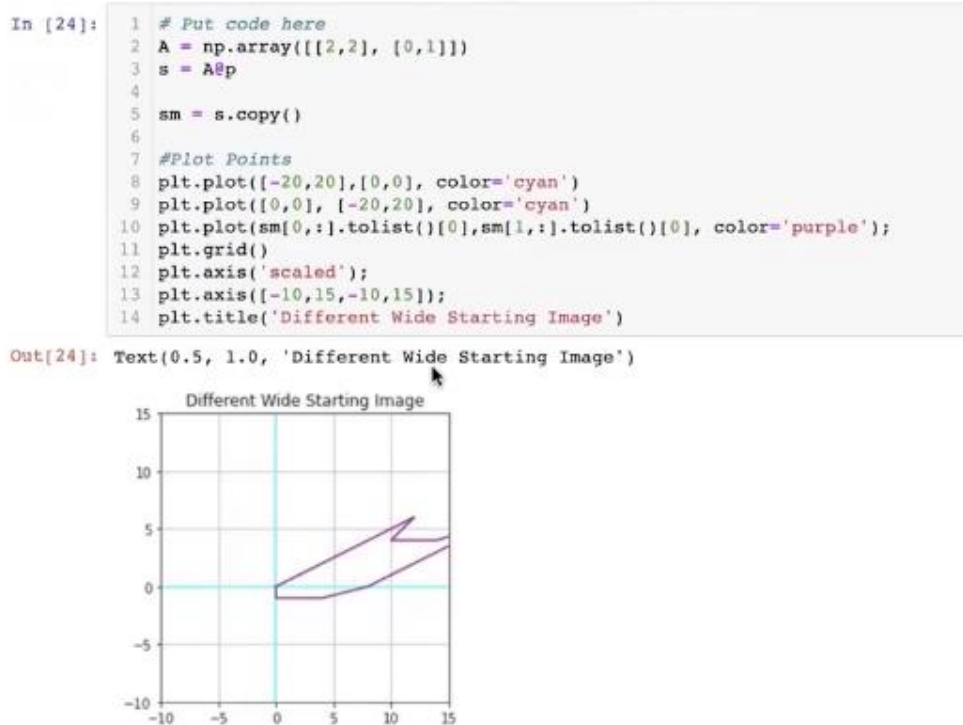 In [24]:
1 # Put code here
2 A = np.array([[2,2], [0,1]])
3 s = A@p
4
5 sm = s.copy()
6
7 #Plot Points
8 plt.plot([-20,20],[0,0], color='cyan')
9 plt.plot([0,0], [-20,20], color='cyan')
10 plt.plot(sm[0,:].tolist()[0],sm[1,:].tolist()[0], color='purple');
11 plt.grid()
12 plt.axis('scaled');
13 plt.axis([-10,15,-10,15]);
14 plt.title('Different Wide Starting Image')
Out[24]: Text(0.5, 1.0, 'Different Wide Starting Image')
Different Wide Starting Image
15
10
5
0
−5
−10
−10 −5 0 5 10 15